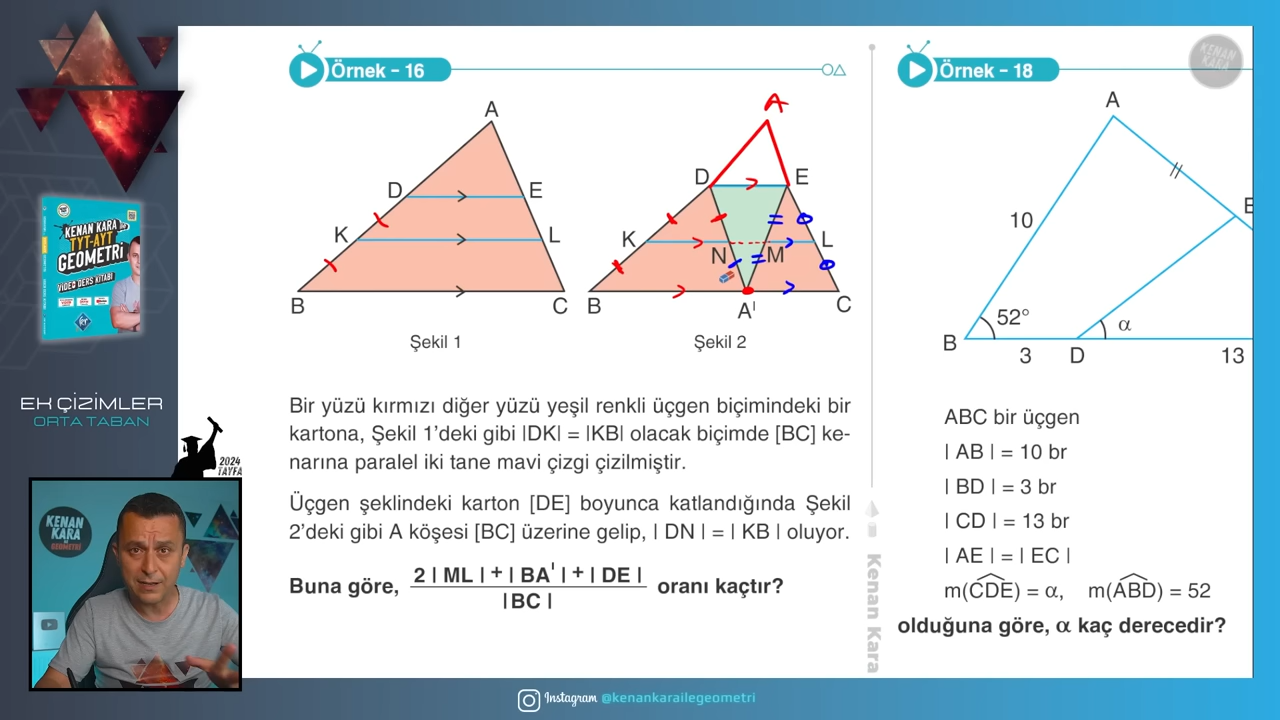 Örnek - 16
A
D
E
K
L
B
C
Şekil 1
A
D
E
K
L
N
M
B
A'
C
Şekil 2
Bir yüzü kırmızı diğer yüzü yeşil renkli üçgen biçimindeki bir
kartona, Şekil 1'deki gibi |DK| = |KB| olacak biçimde [BC] ke-
narına paralel iki tane mavi çizgi çizilmiştir.
Üçgen şeklindeki karton [DE] boyunca katlandığında Şekil
2'deki gibi A köşesi [BC] üzerine gelip, | DN | = | KB | oluyor.
Buna göre, 2 | ML | + | BA' | + | DE | / | BC | oranı kaçtır?
Örnek - 18
KENAN
KARA
A
10
E
52°
α
B
3
D
13
ABC bir üçgen
| AB | = 10 br
| BD | = 3 br
| CD | = 13 br
| AE | = | EC |
m(CDE) = α, m(ABD) = 52
olduğuna göre, α kaç derecedir?
Kenan Kara
KENAN KARA ile
TYT-AYT
GEOMETRİ
VİDEO DERS KİTABI
EK ÇİZİMLER
ORTA TABAN
2024
TAYFA
KENAN
KARA
GEOMETRİ
Instagram @kenankarailegeometri